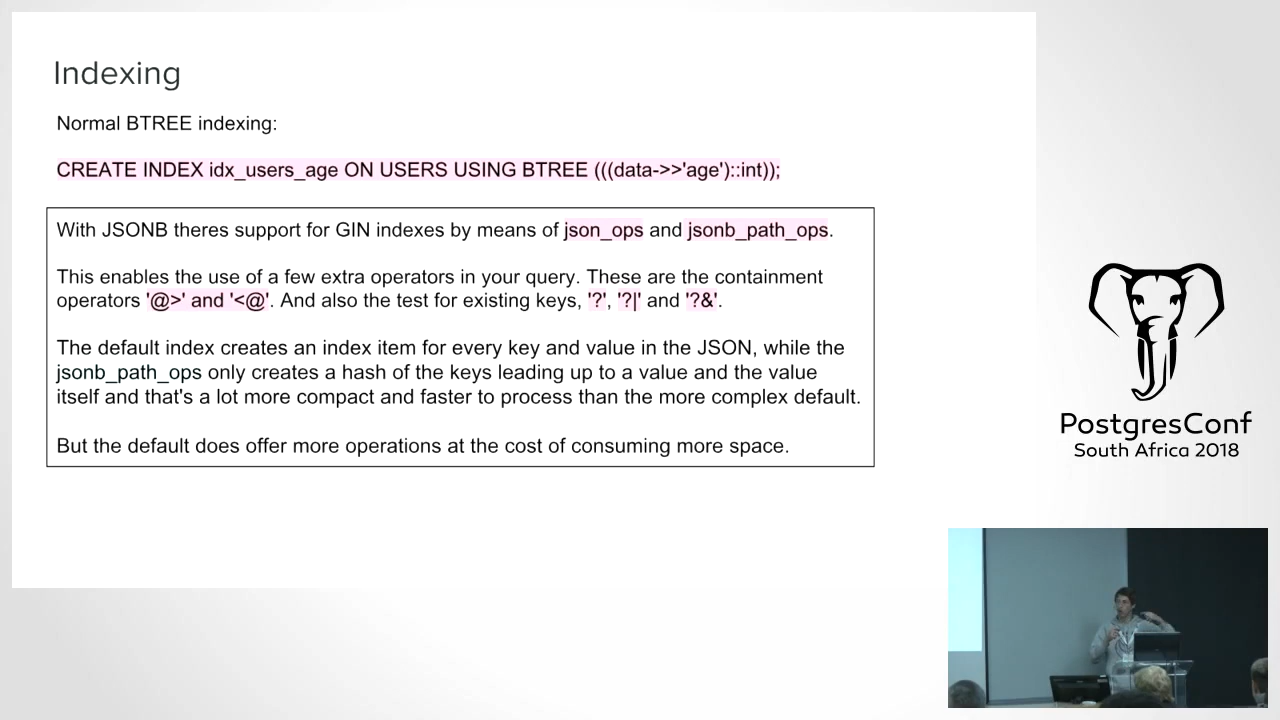 Indexing
Normal BTREE indexing:
CREATE INDEX idx_users_age ON USERS USING BTREE (((data->>'age')::int));
With JSONB theres support for GIN indexes by means of json_ops and jsonb_path_ops.
This enables the use of a few extra operators in your query. These are the containment
operators '@>' and '<@'. And also the test for existing keys, '?', '?|' and '?&'.
The default index creates an index item for every key and value in the JSON, while the
jsonb_path_ops only creates a hash of the keys leading up to a value and the value
itself and that's a lot more compact and faster to process than the more complex default.
But the default does offer more operations at the cost of consuming more space.
PostgresConf
South Africa 2018